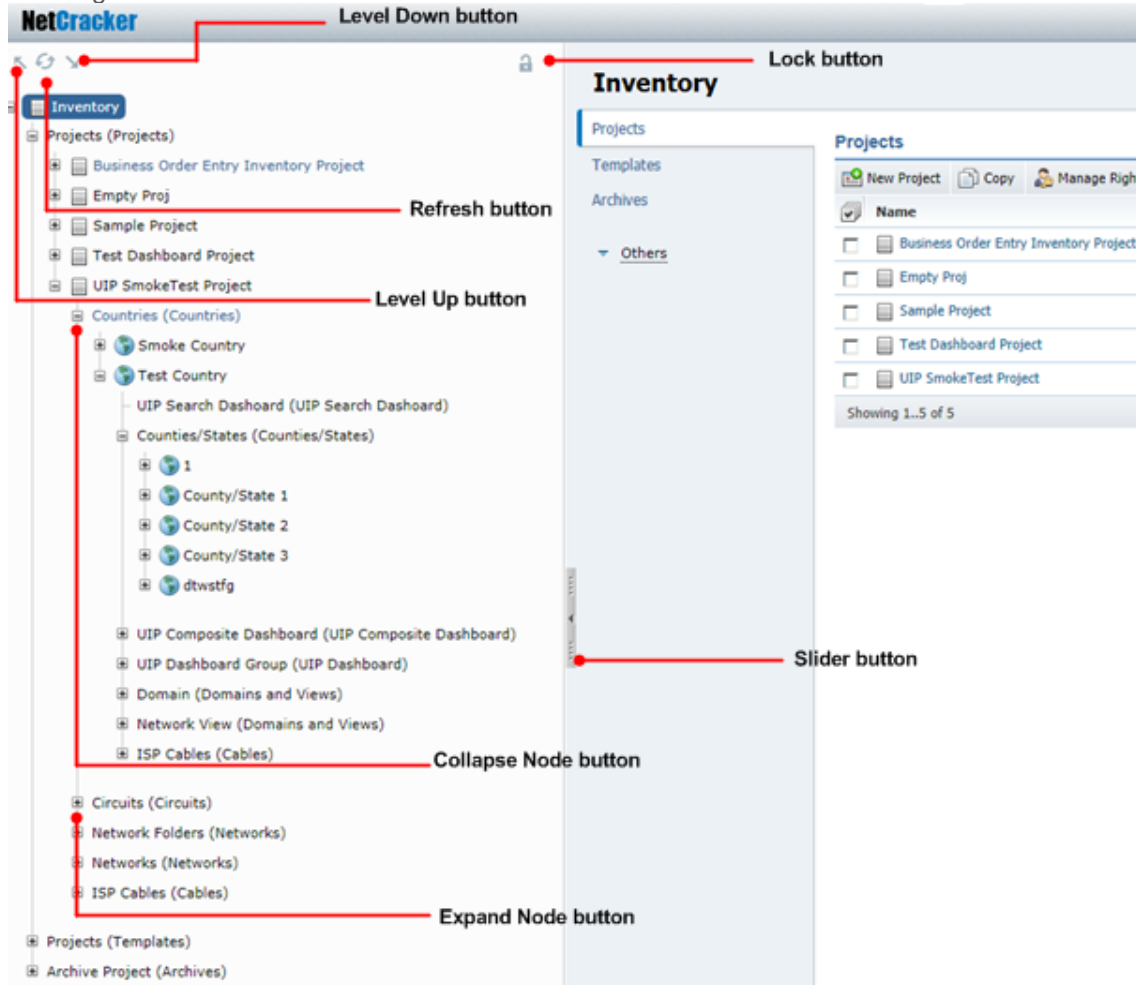 NetCracker
Level Down button
Lock button
Inventory
Projects (Projects)
Business Order Entry Inventory Project
Empty Proj
Refresh button
Sample Project
Test Dashboard Project
UIP SmokeTest Project
Level Up button
Countries (Countries)
Smoke Country
Test Country
UIP Search Dashoard (UIP Search Dashoard)
Counties/States (Counties/States)
1
County/State 1
County/State 2
County/State 3
dtwstfg
UIP Composite Dashboard (UIP Composite Dashboard)
UIP Dashboard Group (UIP Dashboard)
Slider button
Domain (Domains and Views)
Network View (Domains and Views)
ISP Cables (Cables)
Collapse Node button
Circuits (Circuits)
Network Folders (Networks)
Networks (Networks)
ISP Cables (Cables)
Expand Node button
Projects (Templates)
Archive Project (Archives)
Inventory
Projects
Templates
Archives
Others
Projects
New Project Copy Manage Righ
Name
Business Order Entry Inventory Project
Empty Proj
Sample Project
Test Dashboard Project
UIP SmokeTest Project
Showing 1..5 of 5